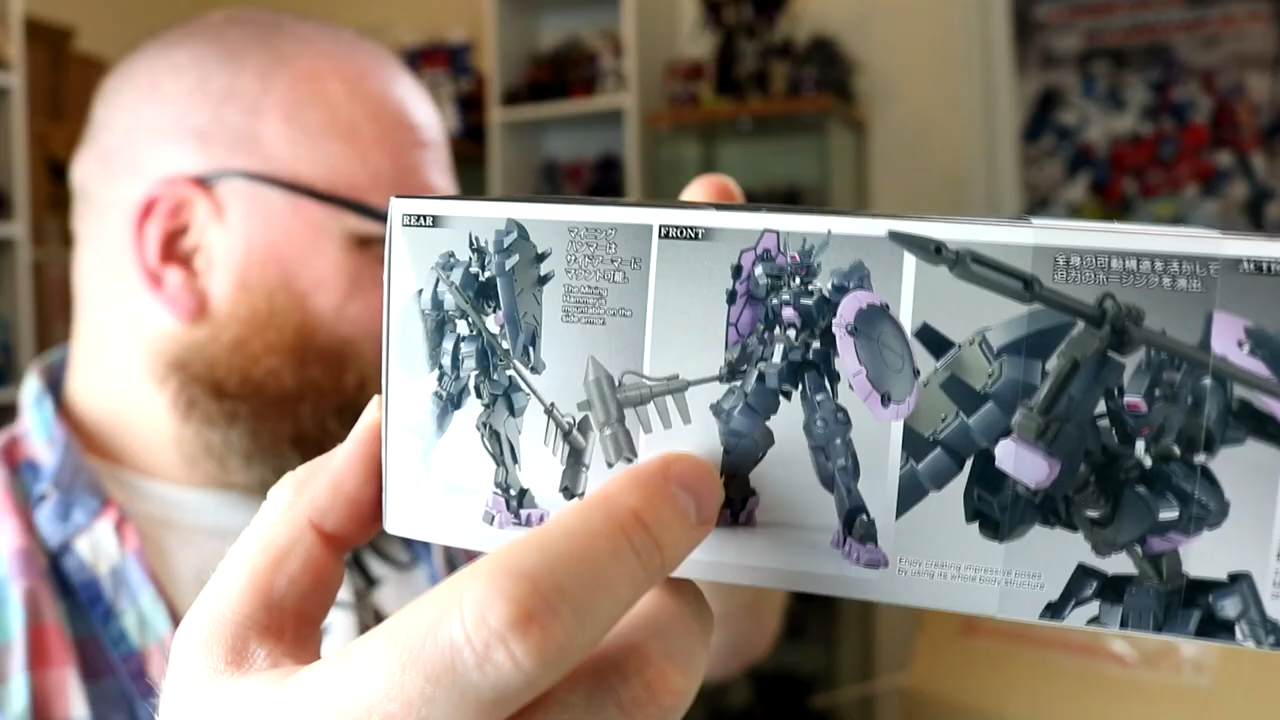 REAR
マイニング
ハンマーは
サイドアーマーに
マウント可能。
The Mining
Hammer is
mountable on the
side armor.
FRONT
全身の可動構造を活かして
迫力のポージングを演出。
ACTI
Enjoy creating impressive poses
by using its whole body structure.